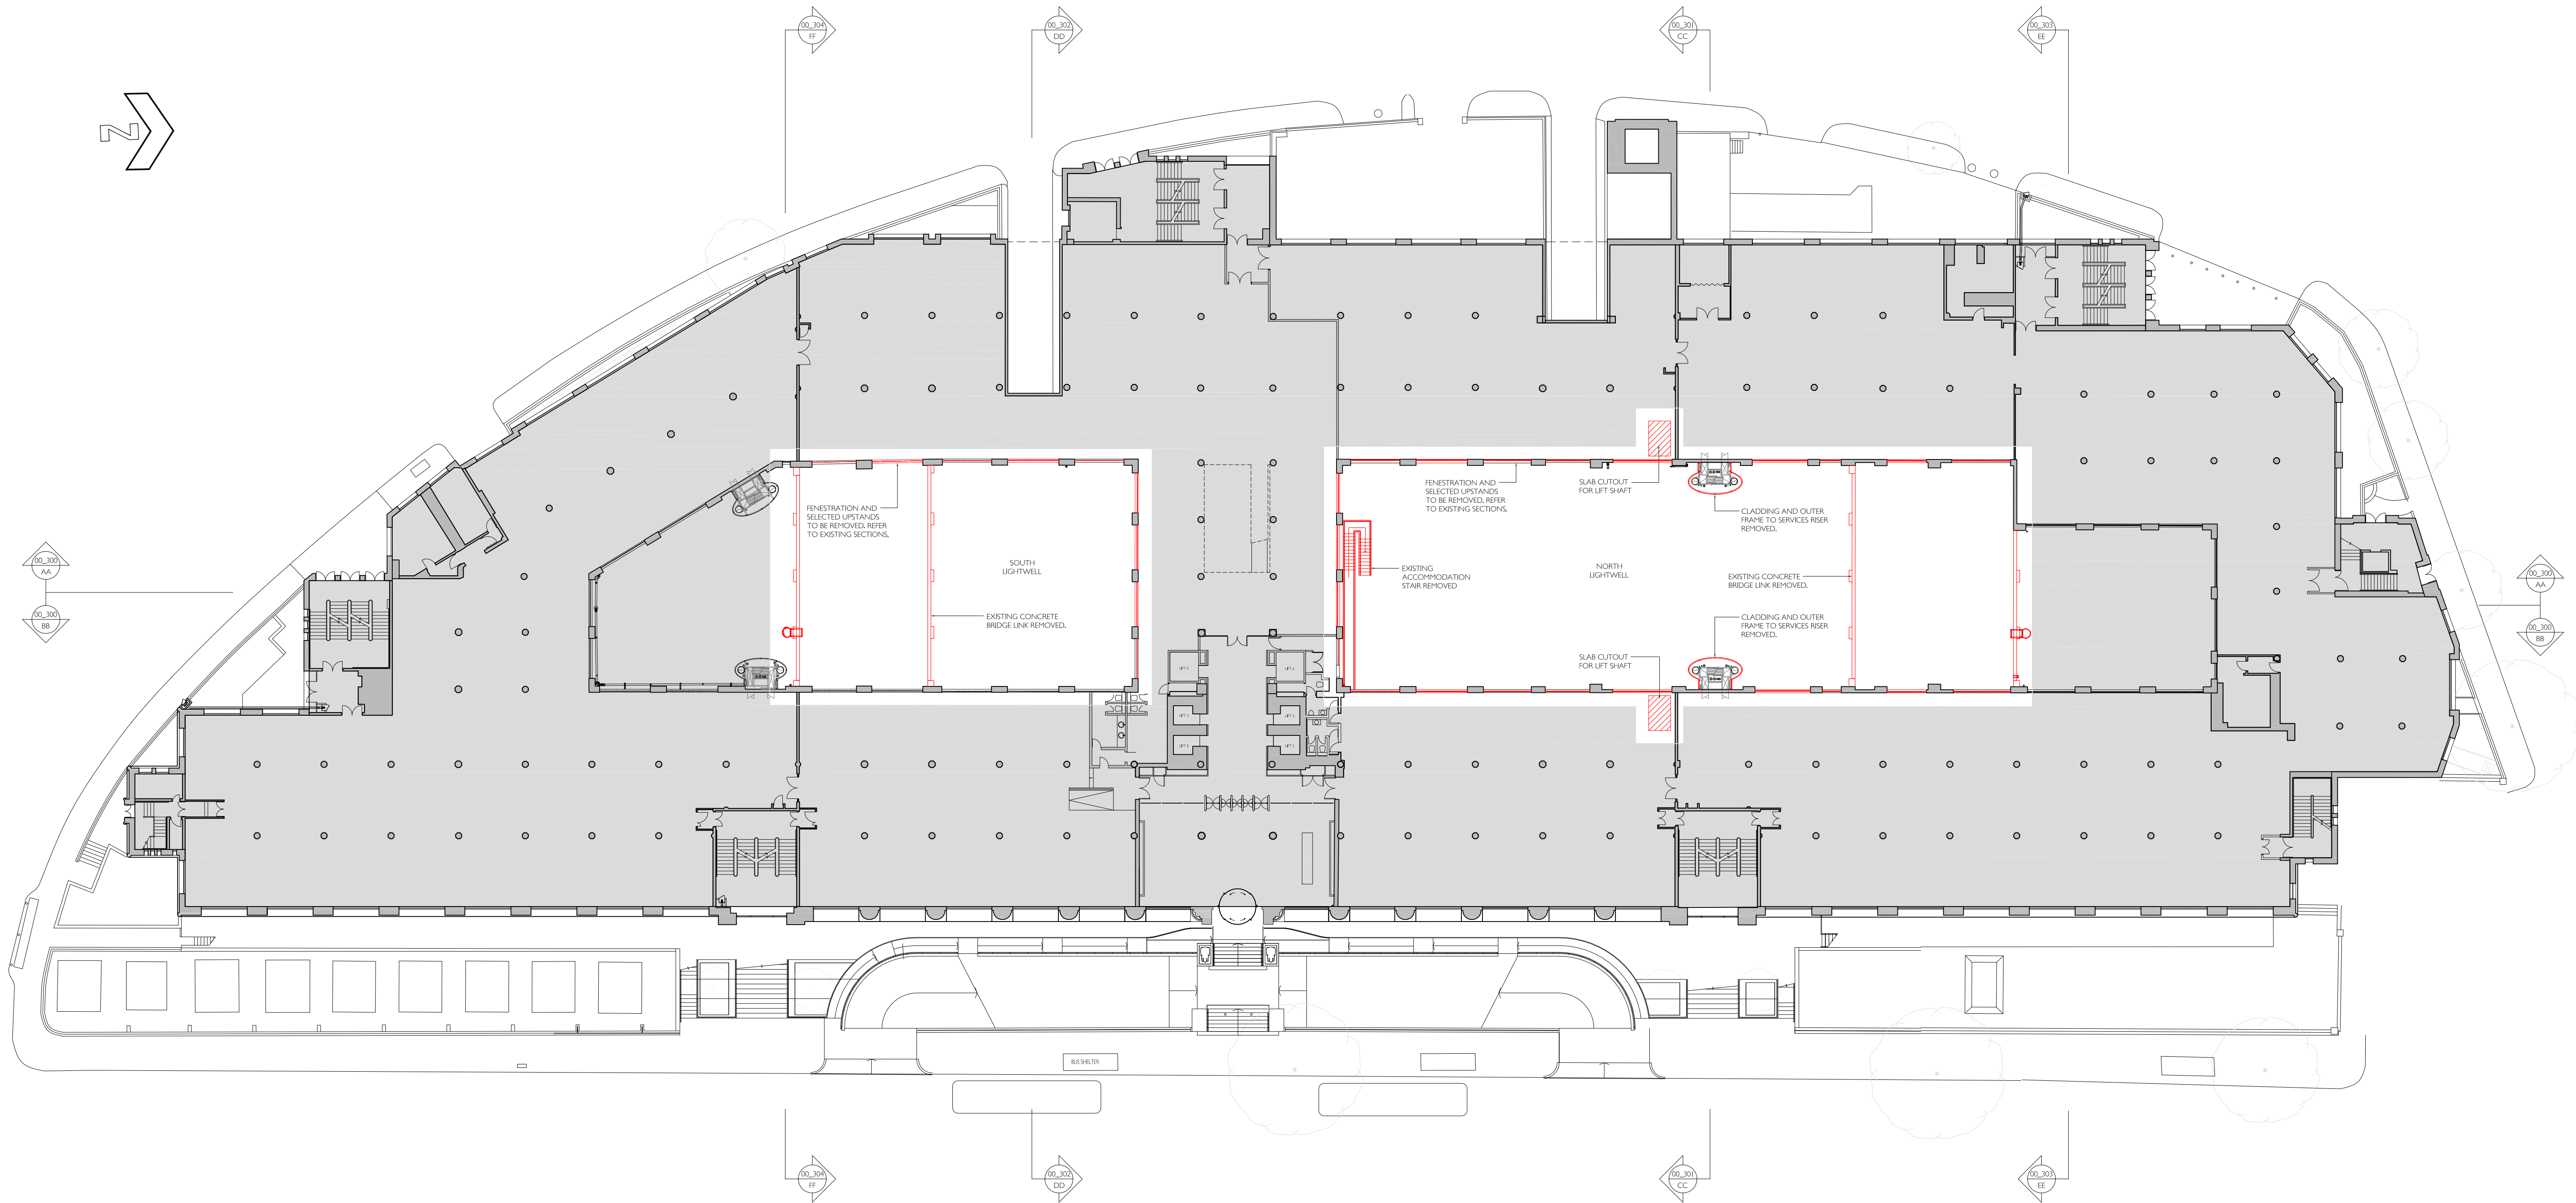 00_304
FF
00_302
DD
00_301
CC
00_303
EE
N
FENESTRATION AND
SELECTED UPSTANDS
TO BE REMOVED. REFER
TO EXISTING SECTIONS.
SOUTH
LIGHTWELL
EXISTING CONCRETE
BRIDGE LINK REMOVED.
FENESTRATION AND
SELECTED UPSTANDS
TO BE REMOVED. REFER
TO EXISTING SECTIONS.
SLAB CUTOUT
FOR LIFT SHAFT
CLADDING AND OUTER
FRAME TO SERVICES RISER
REMOVED.
EXISTING
ACCOMMODATION
STAIR REMOVED
NORTH
LIGHTWELL
EXISTING CONCRETE
BRIDGE LINK REMOVED.
CLADDING AND OUTER
FRAME TO SERVICES RISER
REMOVED.
SLAB CUTOUT
FOR LIFT SHAFT
00_300
AA
00_300
BB
00_300
AA
00_300
BB
BUS SHELTER
00_304
FF
00_302
DD
00_301
CC
00_303
EE